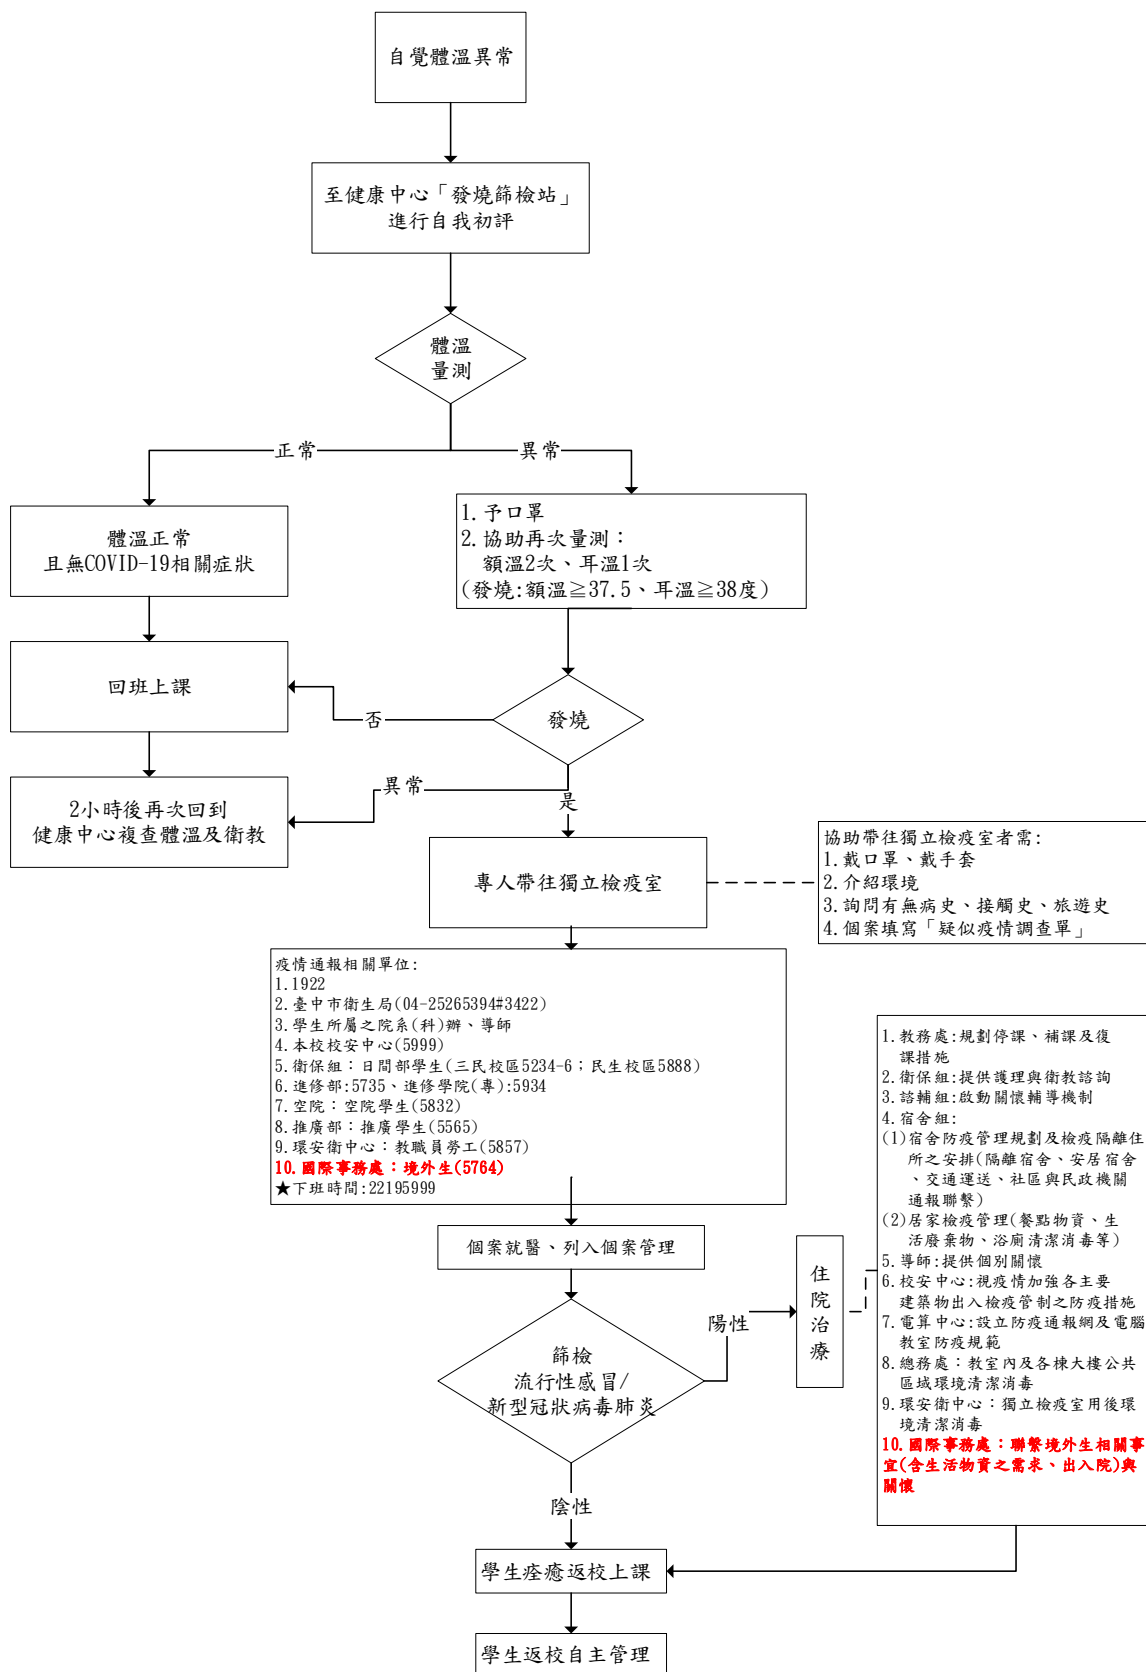 自覺體溫異常
至健康中心「發燒篩檢站」
進行自我初評
體溫
量測
正常
異常
體溫正常
且無COVID-19相關症狀
1.予口罩
2.協助再次量測：
額溫2次、耳溫1次
(發燒:額溫≧37.5、耳溫≧38度)
回班上課
否
發燒
異常
是
2小時後再次回到
健康中心複查體溫及衛教
專人帶往獨立檢疫室
協助帶往獨立檢疫室者需:
1.戴口罩、戴手套
2.介紹環境
3.詢問有無病史、接觸史、旅遊史
4.個案填寫「疑似疫情調查單」
疫情通報相關單位:
1.1922
2.臺中市衛生局(04-25265394#3422)
3.學生所屬之院系(科)辦、導師
4.本校校安中心(5999)
5.衛保組：日間部學生(三民校區5234-6；民生校區5888)
6.進修部:5735、進修學院(專):5934
7.空院：空院學生(5832)
8.推廣部：推廣學生(5565)
9.環安衛中心：教職員勞工(5857)
10.國際事務處：境外生(5764)
★下班時間:22195999
個案就醫、列入個案管理
篩檢
流行性感冒/
新型冠狀病毒肺炎
陽性
住
院
治
療
1.教務處:規劃停課、補課及復
課措施
2.衛保組:提供護理與衛教諮詢
3.諮輔組:啟動關懷輔導機制
4.宿舍組:
(1)宿舍防疫管理規劃及檢疫隔離住
所之安排(隔離宿舍、安居宿舍
、交通運送、社區與民政機關
通報聯繫)
(2)居家檢疫管理(餐點物資、生
活廢棄物、浴廁清潔消毒等)
5.導師:提供個別關懷
6.校安中心:視疫情加強各主要
建築物出入檢疫管制之防疫措施
7.電算中心:設立防疫通報網及電腦
教室防疫規範
8.總務處：教室內及各棟大樓公共
區域環境清潔消毒
9.環安衛中心：獨立檢疫室用後環
境清潔消毒
10.國際事務處：聯繫境外生相關事
宜(含生活物資之需求、出入院)與
關懷
陰性
學生痊癒返校上課
學生返校自主管理